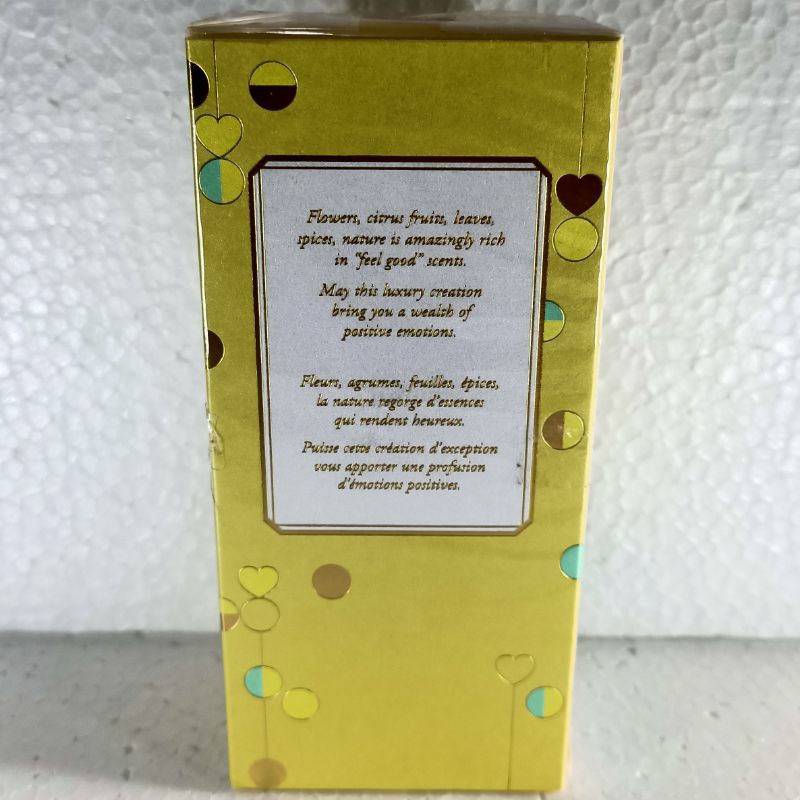 Flowers, citrus fruits, leaves,
spices, nature is amazingly rich
in "feel good" scents.
May this luxury creation
bring you a wealth of
positive emotions.
Fleurs, agrumes, feuilles, épices,
la nature regorge d'essences
qui rendent heureux.
Puisse cette création d'exception
vous apporter une profusion
d'émotions positives.